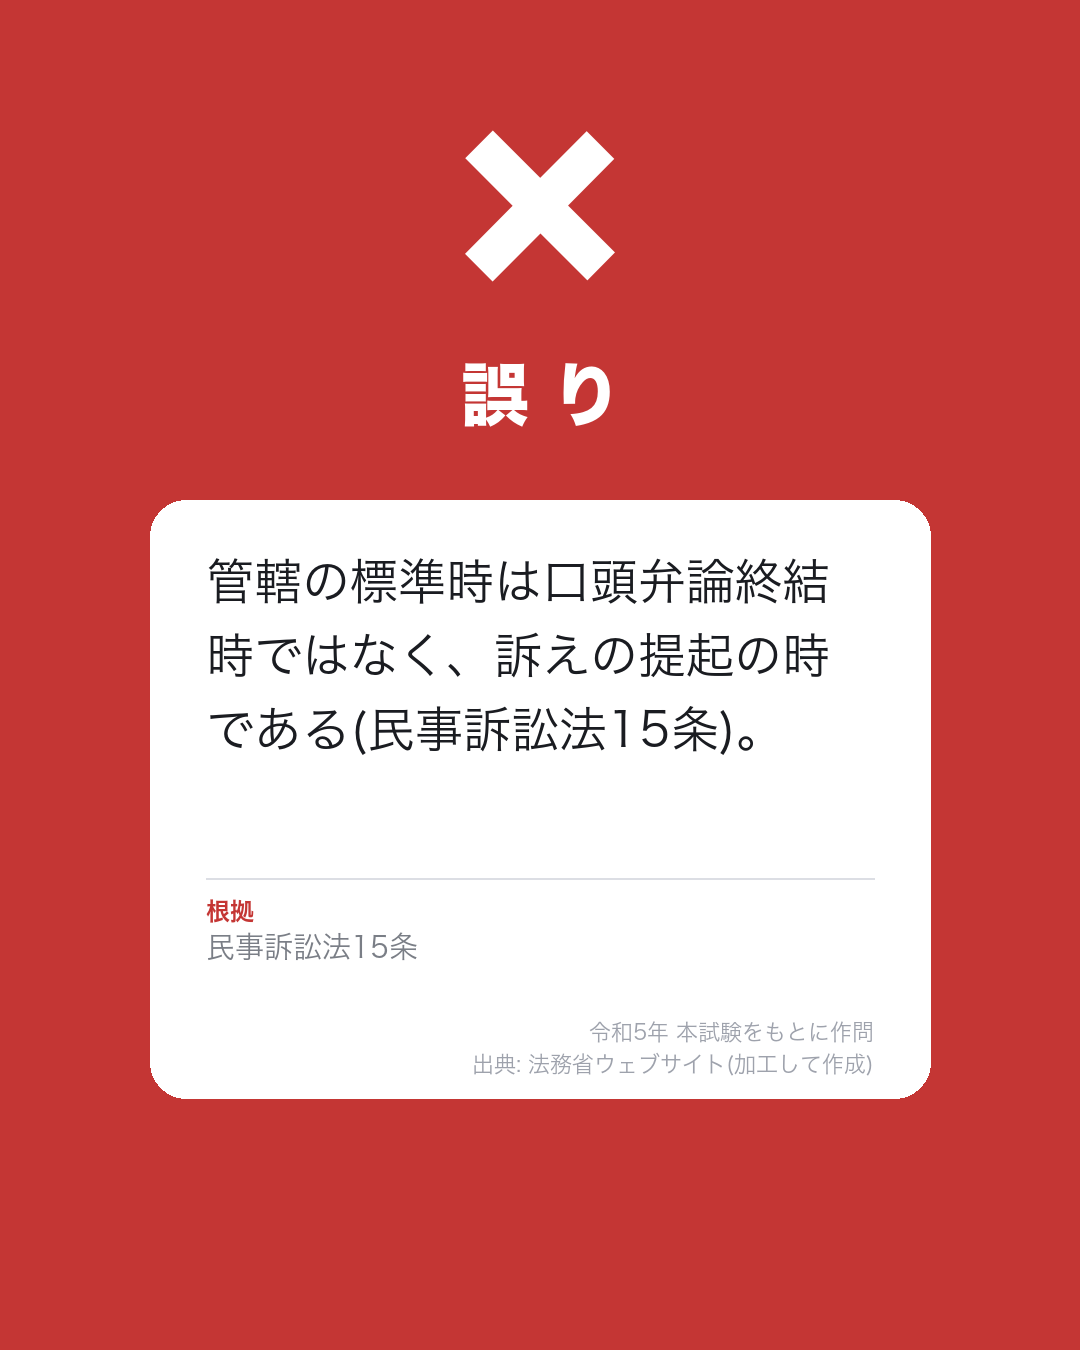 誤り
管轄の標準時は口頭弁論終結
時ではなく、訴えの提起の時
である(民事訴訟法15条)。
根拠
民事訴訟法15条
令和5年 本試験をもとに作問
出典: 法務省ウェブサイト(加工して作成)